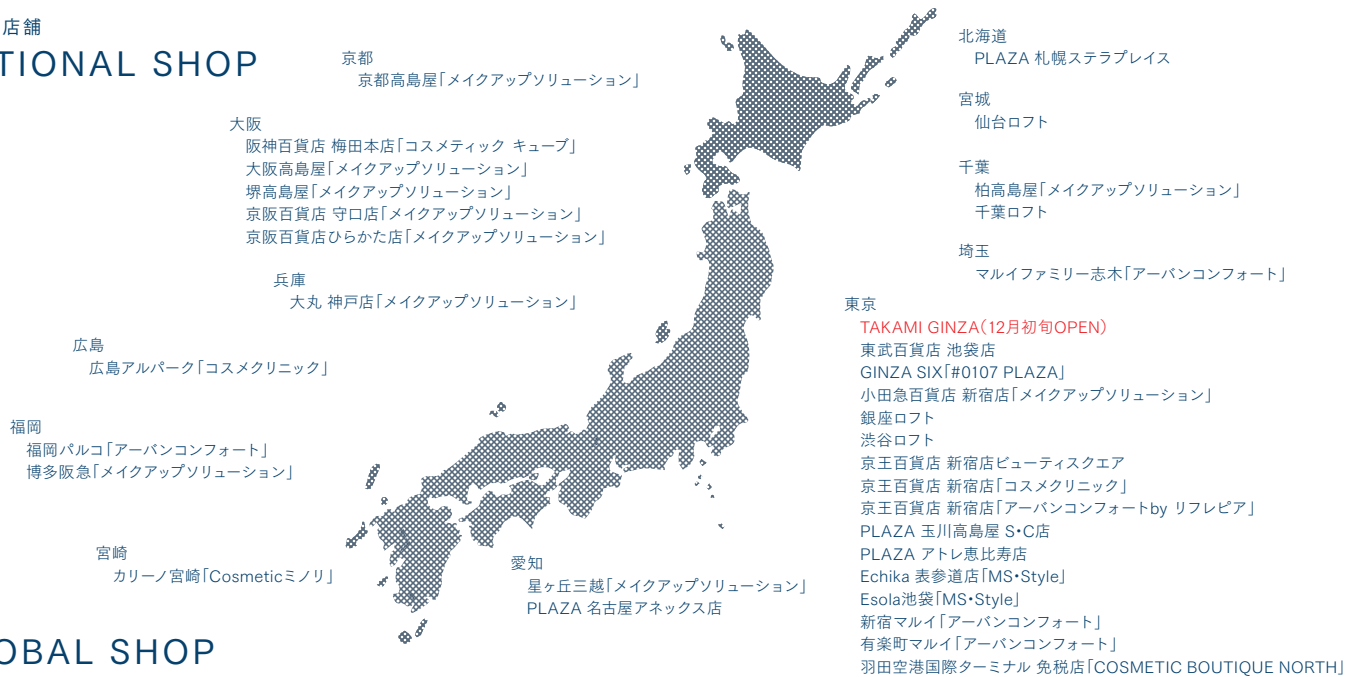 店舗
TIONAL SHOP
京都
京都高島屋「メイクアップソリューション」
大阪
阪神百貨店 梅田本店「コスメティック キューブ」
大阪高島屋「メイクアップソリューション」
堺高島屋「メイクアップソリューション」
京阪百貨店 守口店「メイクアップソリューション」
京阪百貨店ひらかた店「メイクアップソリューション」
兵庫
大丸 神戸店「メイクアップソリューション」
広島
広島アルパーク「コスメクリニック」
福岡
福岡パルコ「アーバンコンフォート」
博多阪急「メイクアップソリューション」
宮崎
カリーノ宮崎「Cosmeticミノリ」
愛知
星ヶ丘三越「メイクアップソリューション」
PLAZA 名古屋アネックス店
北海道
PLAZA 札幌ステラプレイス
宮城
仙台ロフト
千葉
柏高島屋「メイクアップソリューション」
千葉ロフト
埼玉
マルイファミリー志木「アーバンコンフォート」
東京
TAKAMI GINZA(12月初旬OPEN)
東武百貨店 池袋店
GINZA SIX「#0107 PLAZA」
小田急百貨店 新宿店「メイクアップソリューション」
銀座ロフト
渋谷ロフト
京王百貨店 新宿店ビューティスクエア
京王百貨店 新宿店「コスメクリニック」
京王百貨店 新宿店「アーバンコンフォートby リフレピア」
PLAZA 玉川高島屋 S・C店
PLAZA アトレ恵比寿店
Echika 表参道店「MS・Style」
Esola池袋「MS・Style」
新宿マルイ「アーバンコンフォート」
有楽町マルイ「アーバンコンフォート」
羽田空港国際ターミナル 免税店「COSMETIC BOUTIQUE NORTH」
OBAL SHOP